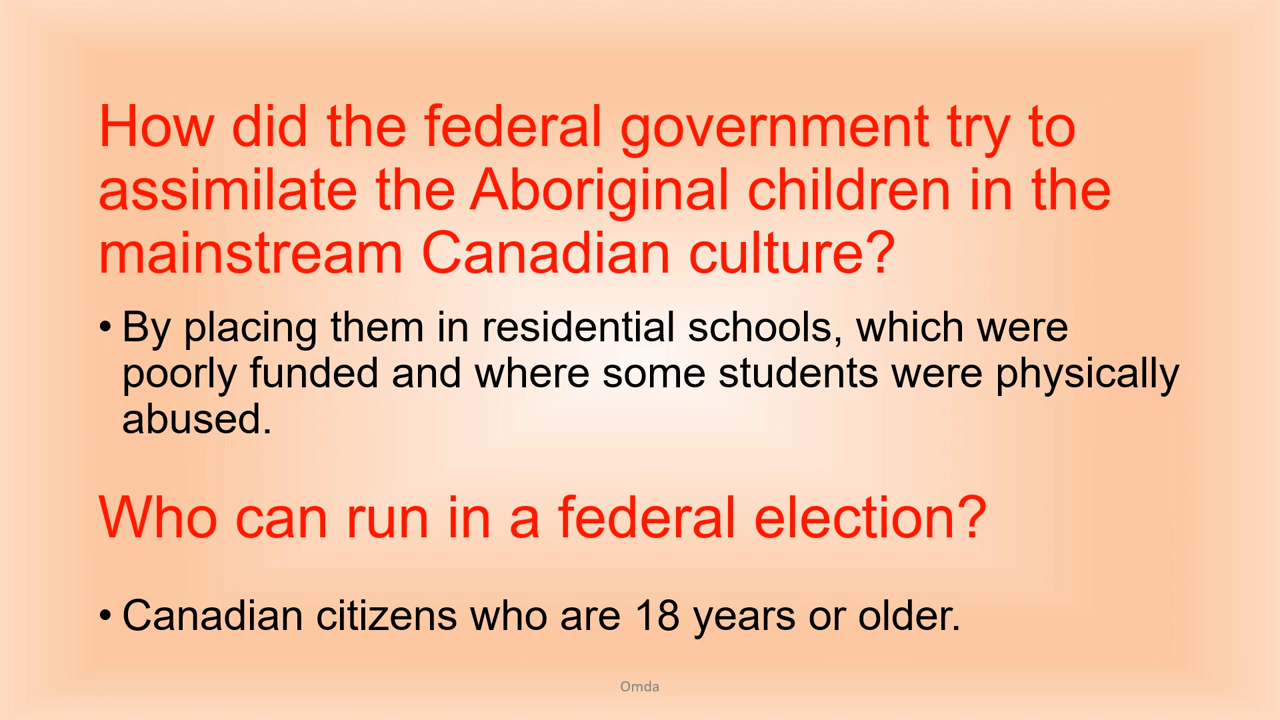 How did the federal government try to
assimilate the Aboriginal children in the
mainstream Canadian culture?
• By placing them in residential schools, which were
poorly funded and where some students were physically
abused.
Who can run in a federal election?
• Canadian citizens who are 18 years or older.
Omda